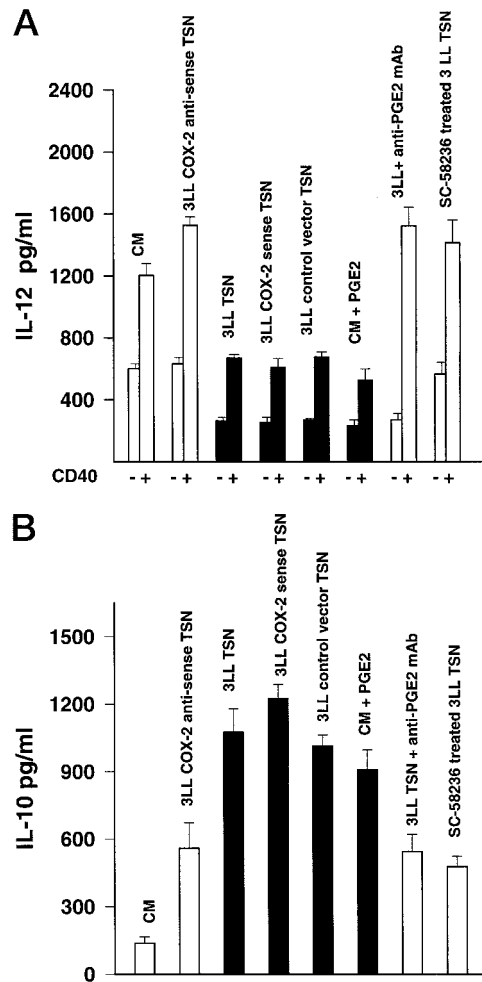 A
IL-12 pg/ml
2400
2000
1600
1200
800
400
CM
3LL COX-2 anti-sense TSN
3LL TSN
3LL COX-2 sense TSN
3LL control vector TSN
CM + PGE2
3LL+ anti-PGE2 mAb
SC-58236 treated 3 LL TSN
CD40 - + - + - + - + - + - + - + - +
B
IL-10 pg/ml
1500
1200
900
600
300
0
CM
3LL COX-2 anti-sense TSN
3LL TSN
3LL COX-2 sense TSN
3LL control vector TSN
CM + PGE2
3LL TSN + anti-PGE2 mAb
SC-58236 treated 3LL TSN